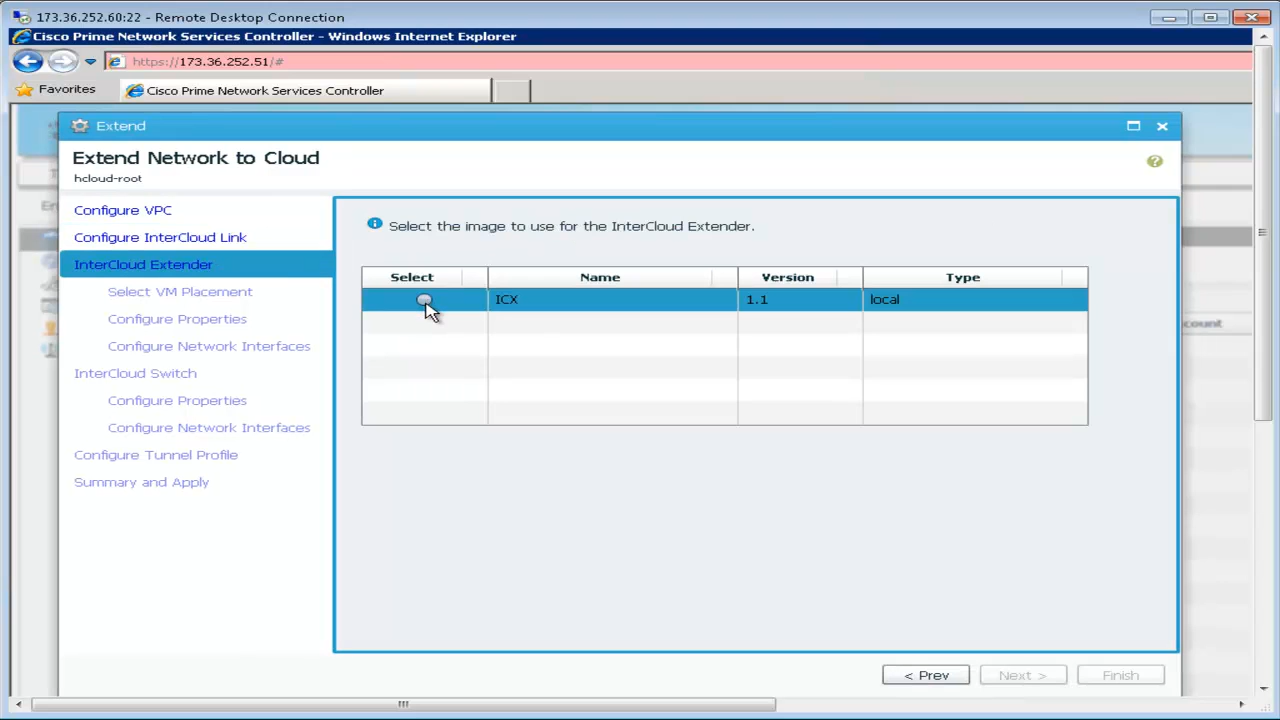 173.36.252.60:22 - Remote Desktop Connection
Cisco Prime Network Services Controller - Windows Internet Explorer
https://173.36.252.51/#
Favorites
Cisco Prime Network Services Controller
Extend
Extend Network to Cloud
hcloud-root
Configure VPC
Configure InterCloud Link
InterCloud Extender
Select VM Placement
Configure Properties
Configure Network Interfaces
InterCloud Switch
Configure Properties
Configure Network Interfaces
Configure Tunnel Profile
Summary and Apply
Select the image to use for the InterCloud Extender.
Select Name Version Type
ICX 1.1 local
count
< Prev Next > Finish